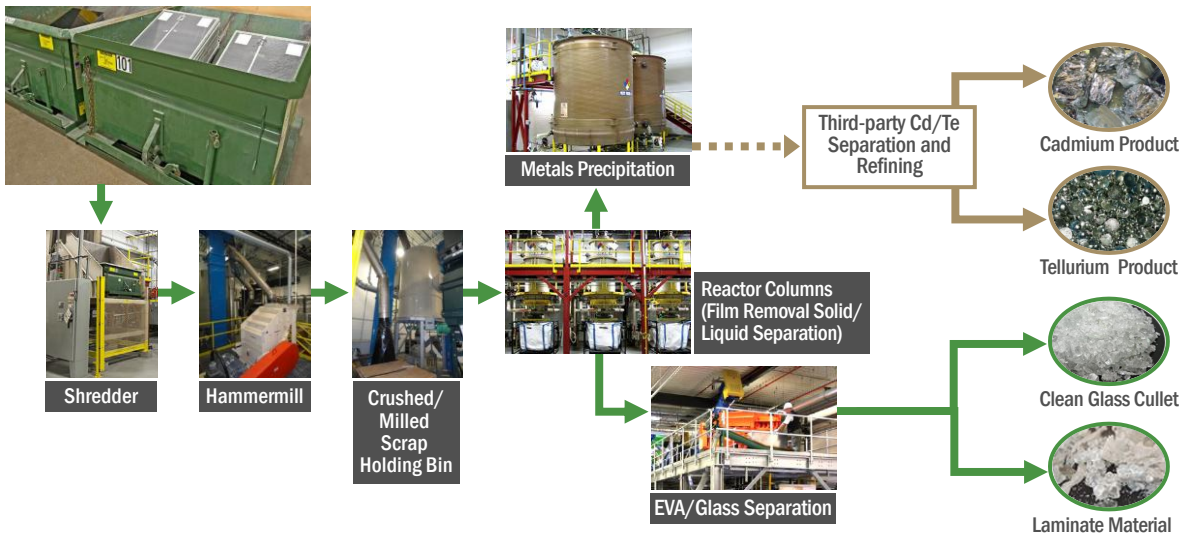 101
Metals Precipitation
Third-party Cd/Te
Separation and
Refining
Cadmium Product
Tellurium Product
Shredder
Hammermill
Crushed/
Milled
Scrap
Holding Bin
Reactor Columns
(Film Removal Solid/
Liquid Separation)
EVA/Glass Separation
Clean Glass Cullet
Laminate Material